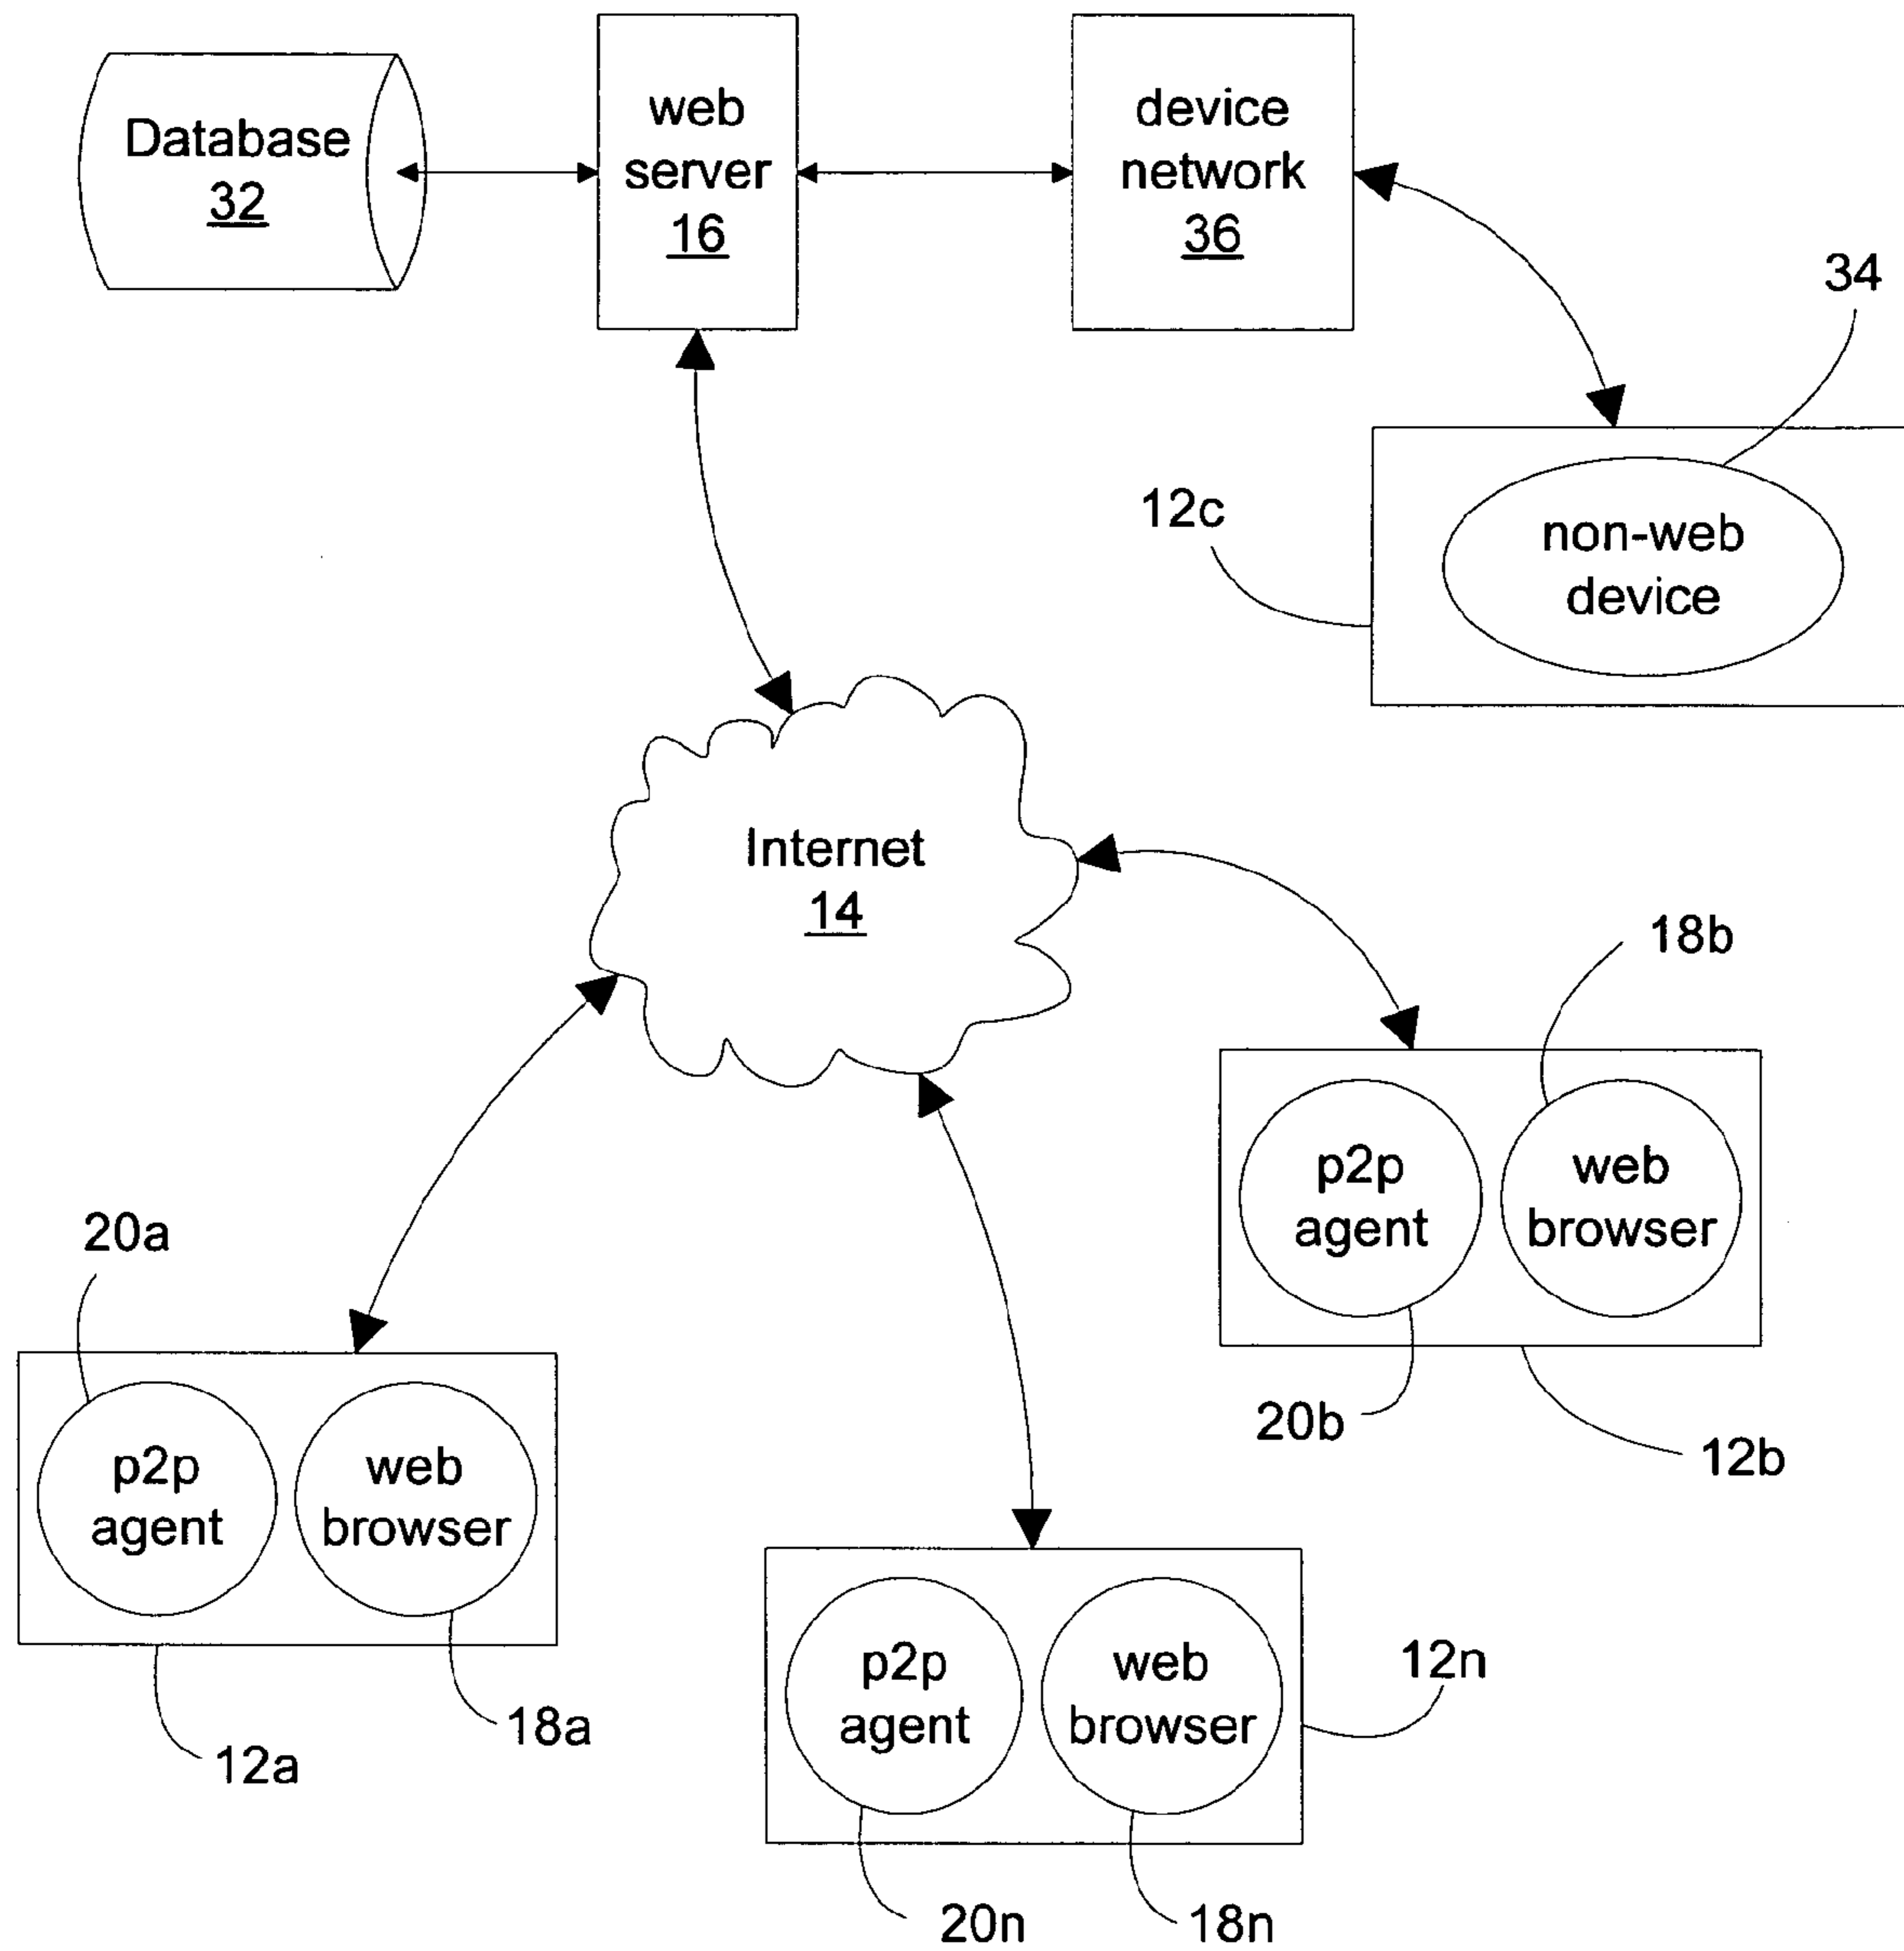 Database
32
web
server
16
device
network
36
34
12c
non-web
device
Internet
14
18b
p2p
agent
web
browser
20b
12b
20a
p2p
agent
web
browser
18a
12a
p2p
agent
web
browser
12n
20n
18n